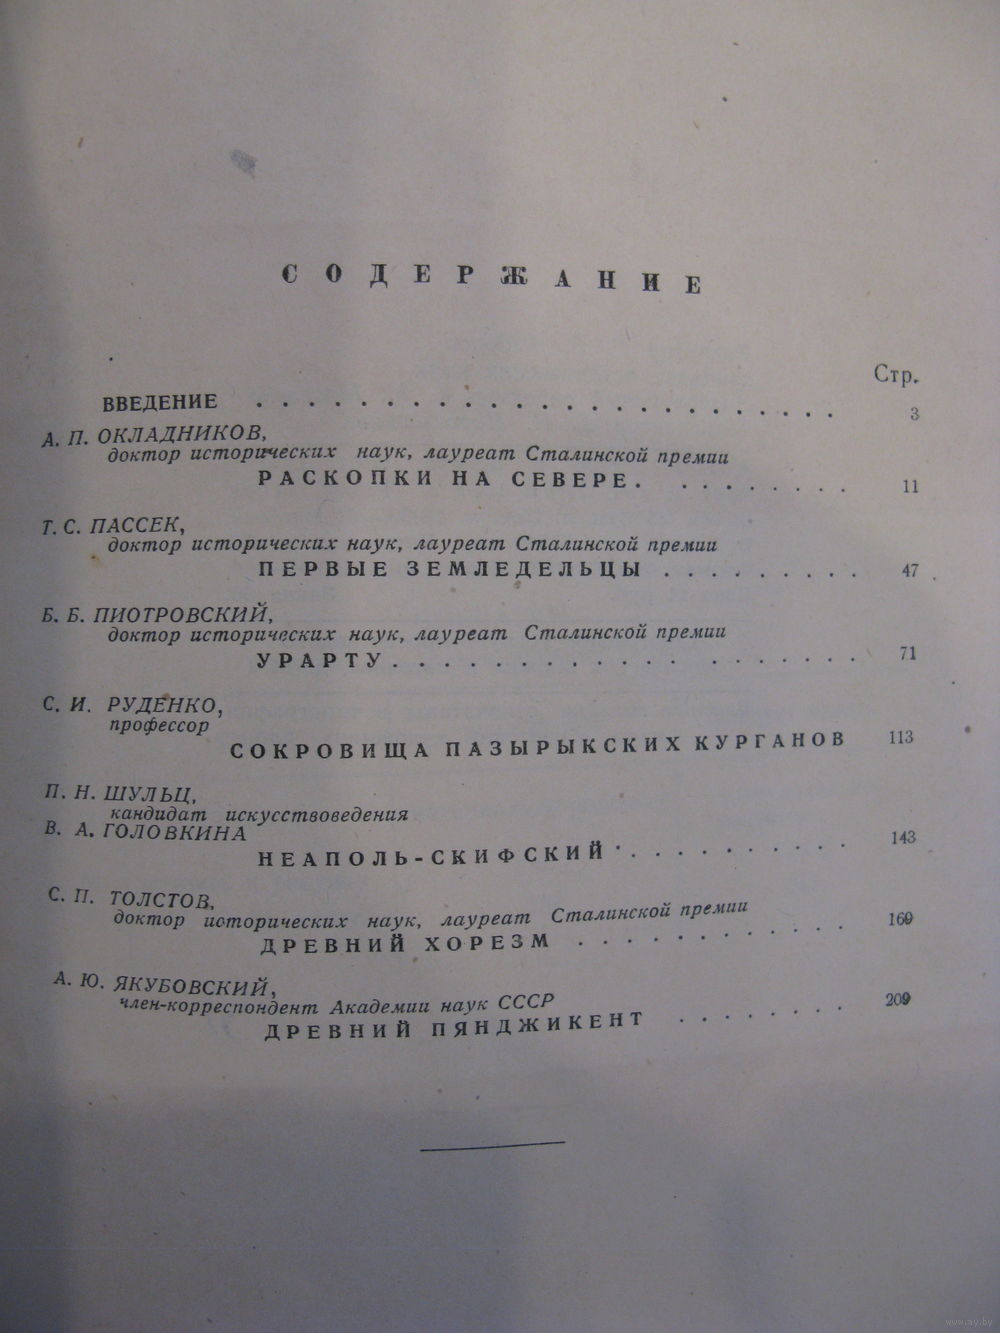 СОДЕРЖАНИЕ
Стр.
ВВЕДЕНИЕ . . . . . . . . . . . . . . . . . . . . . . . 3
А. П. ОКЛАДНИКОВ,
доктор исторических наук, лауреат Сталинской премии
РАСКОПКИ НА СЕВЕРЕ. . . . . . . . . 11
Т. С. ПАССЕК,
доктор исторических наук, лауреат Сталинской премии
ПЕРВЫЕ ЗЕМЛЕДЕЛЬЦЫ . . . . . . . . . 47
Б. Б. ПИОТРОВСКИЙ,
доктор исторических наук, лауреат Сталинской премии
УРАРТУ . . . . . . . . . . . . . . . . . . . 71
С. И. РУДЕНКО,
профессор
СОКРОВИЩА ПАЗЫРЫКСКИХ КУРГАНОВ 113
П. Н. ШУЛЬЦ,
кандидат искусствоведения
В. А. ГОЛОВКИНА
НЕАПОЛЬ-СКИФСКИЙ . . . . . . . . . . . 143
С. П. ТОЛСТОВ,
доктор исторических наук, лауреат Сталинской премии
ДРЕВНИЙ ХОРЕЗМ . . . . . . . . . . . 169
А. Ю. ЯКУБОВСКИЙ,
член-корреспондент Академии наук СССР
ДРЕВНИЙ ПЯНДЖИКЕНТ . . . . . . . 209
www.ay.by